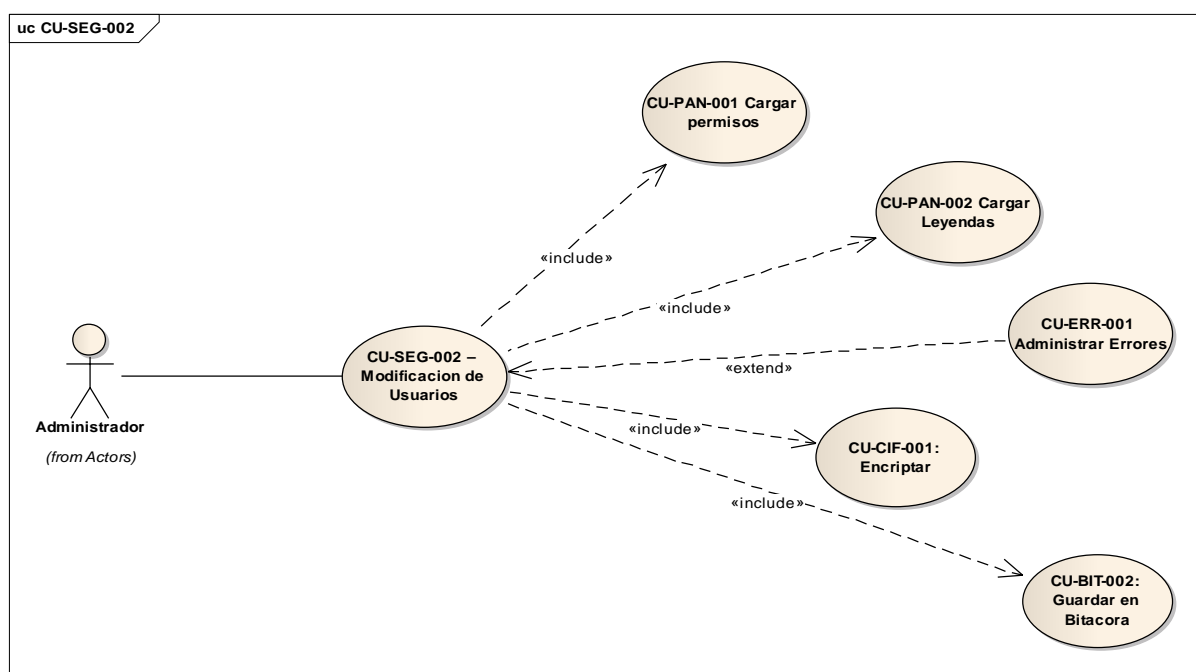 uc CU-SEG-002
CU-PAN-001 Cargar
permisos
CU-PAN-002 Cargar
Leyendas
«include»
«include»
CU-ERR-001
Administrar Errores
CU-SEG-002 –
Modificacion de
Usuarios
«extend»
Administrador
(from Actors)
«include»
CU-CIF-001:
Encriptar
«include»
CU-BIT-002:
Guardar en
Bitacora